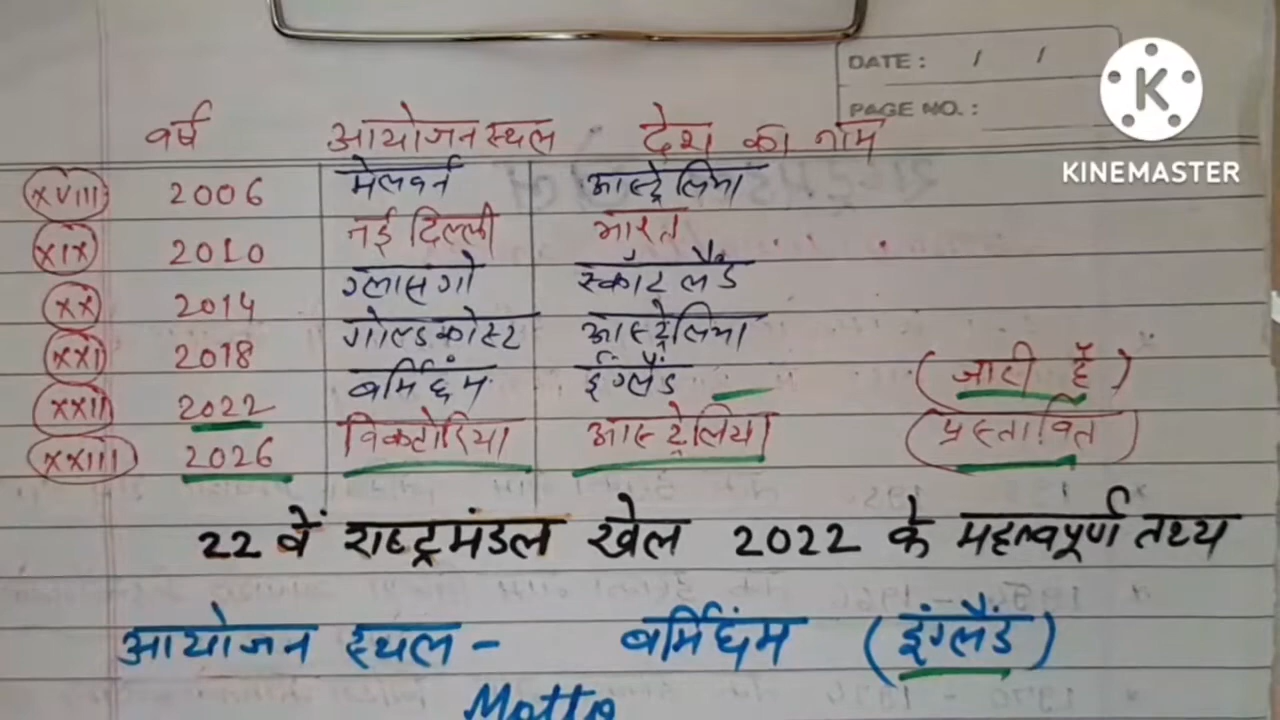 DATE : / /
PAGE NO. :
KINEMASTER
वर्ष आयोजन स्थल देश का नाम
XVIII 2006 मेलबर्न आस्ट्रेलिया
XIX 2010 नई दिल्ली भारत
XX 2014 ग्लासगो स्कॉटलैंड
XXI 2018 गोल्डकोस्ट आस्ट्रेलिया
XXII 2022 बर्मिंघम इंग्लैंड (जारी है)
XXIII 2026 विक्टोरिया आस्ट्रेलिया (प्रस्तावित)
22 वें राष्ट्रमंडल खेल 2022 के महत्वपूर्ण तथ्य
आयोजन स्थल - बर्मिंघम (इंग्लैंड)
Motto